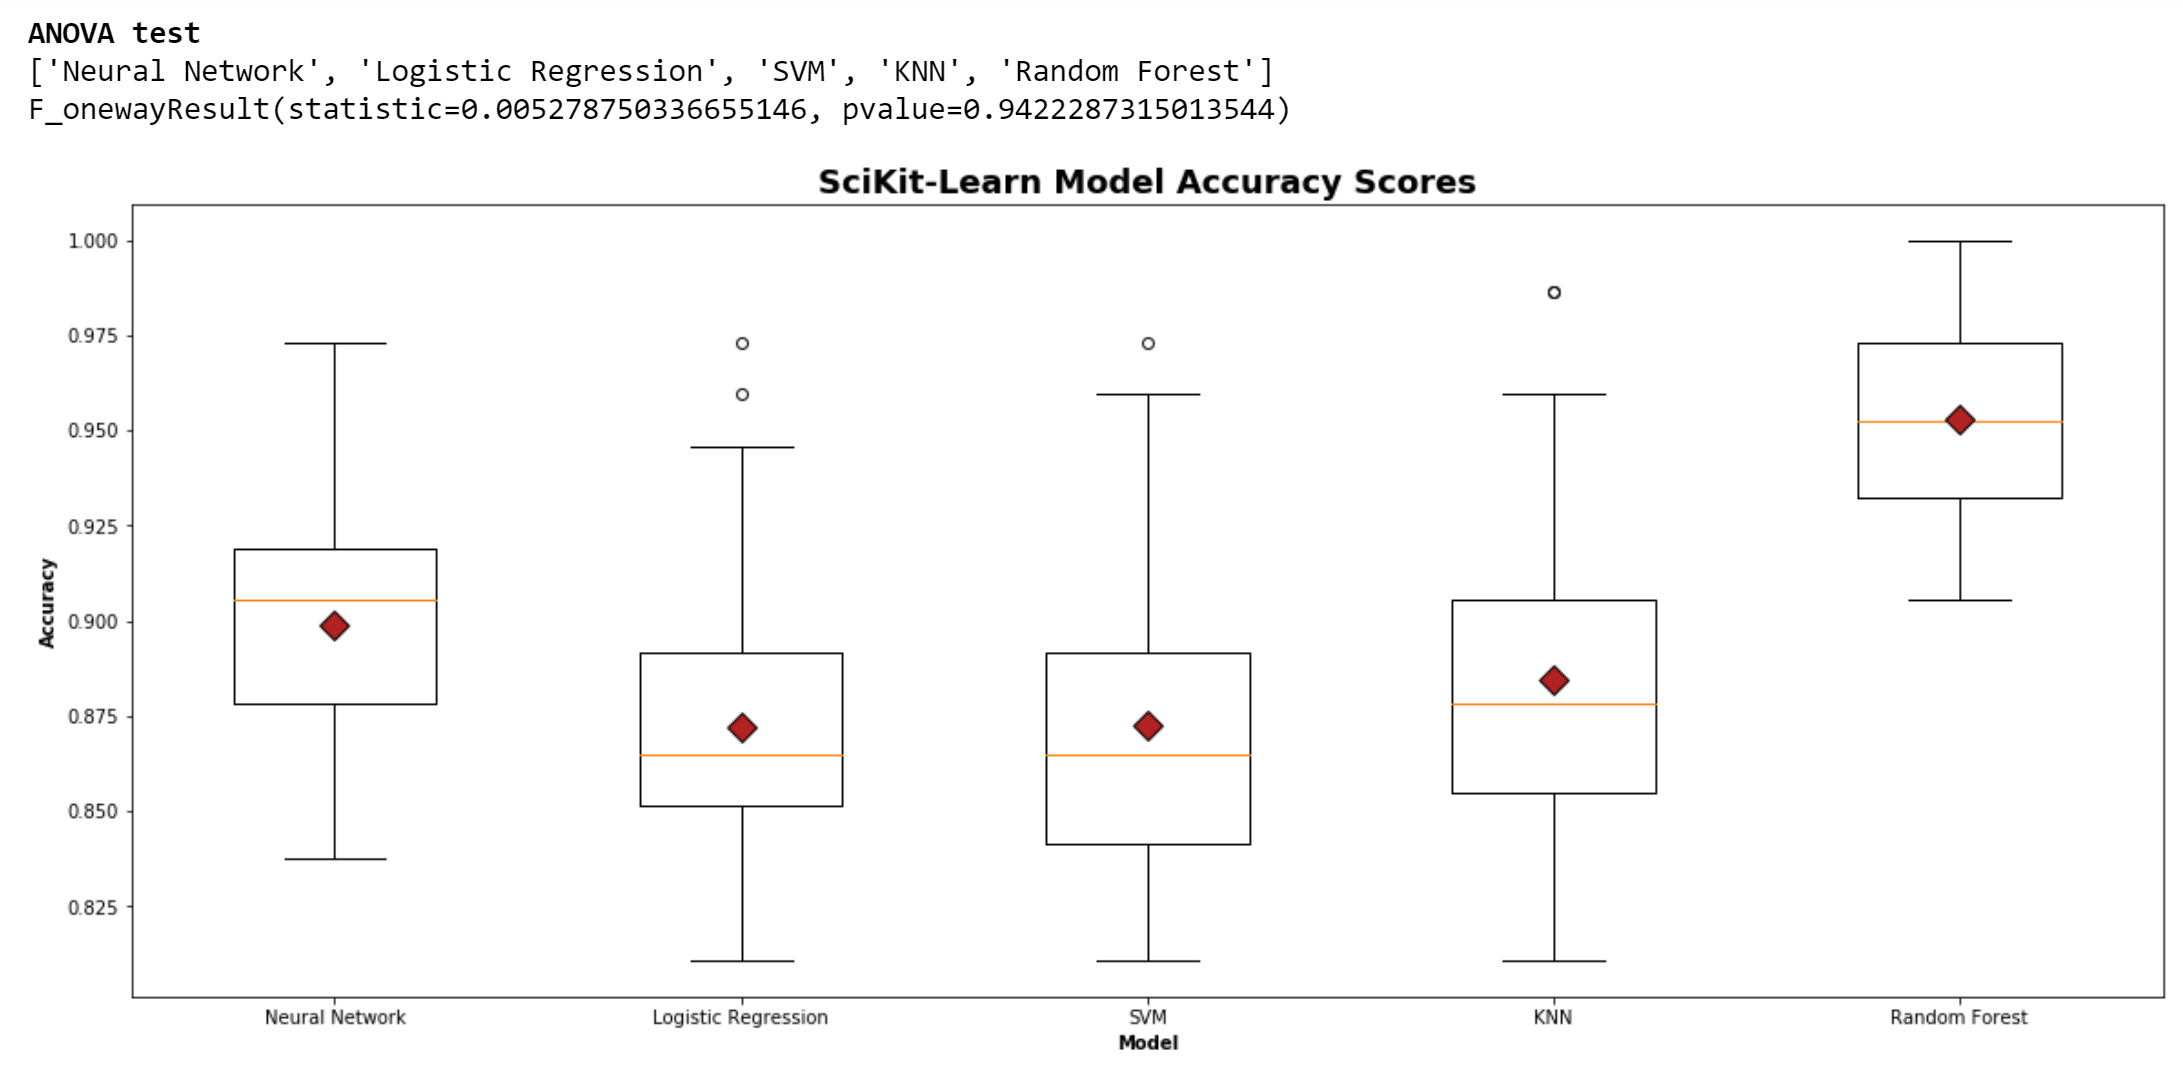 ANOVA test
['Neural Network', 'Logistic Regression', 'SVM', 'KNN', 'Random Forest']
F_onewayResult(statistic=0.005278750336655146, pvalue=0.9422287315013544)
SciKit-Learn Model Accuracy Scores
1.000
0.975
0.950
0.925
0.900
0.875
0.850
0.825
Accuracy
Neural Network
Logistic Regression
SVM
KNN
Random Forest
Model